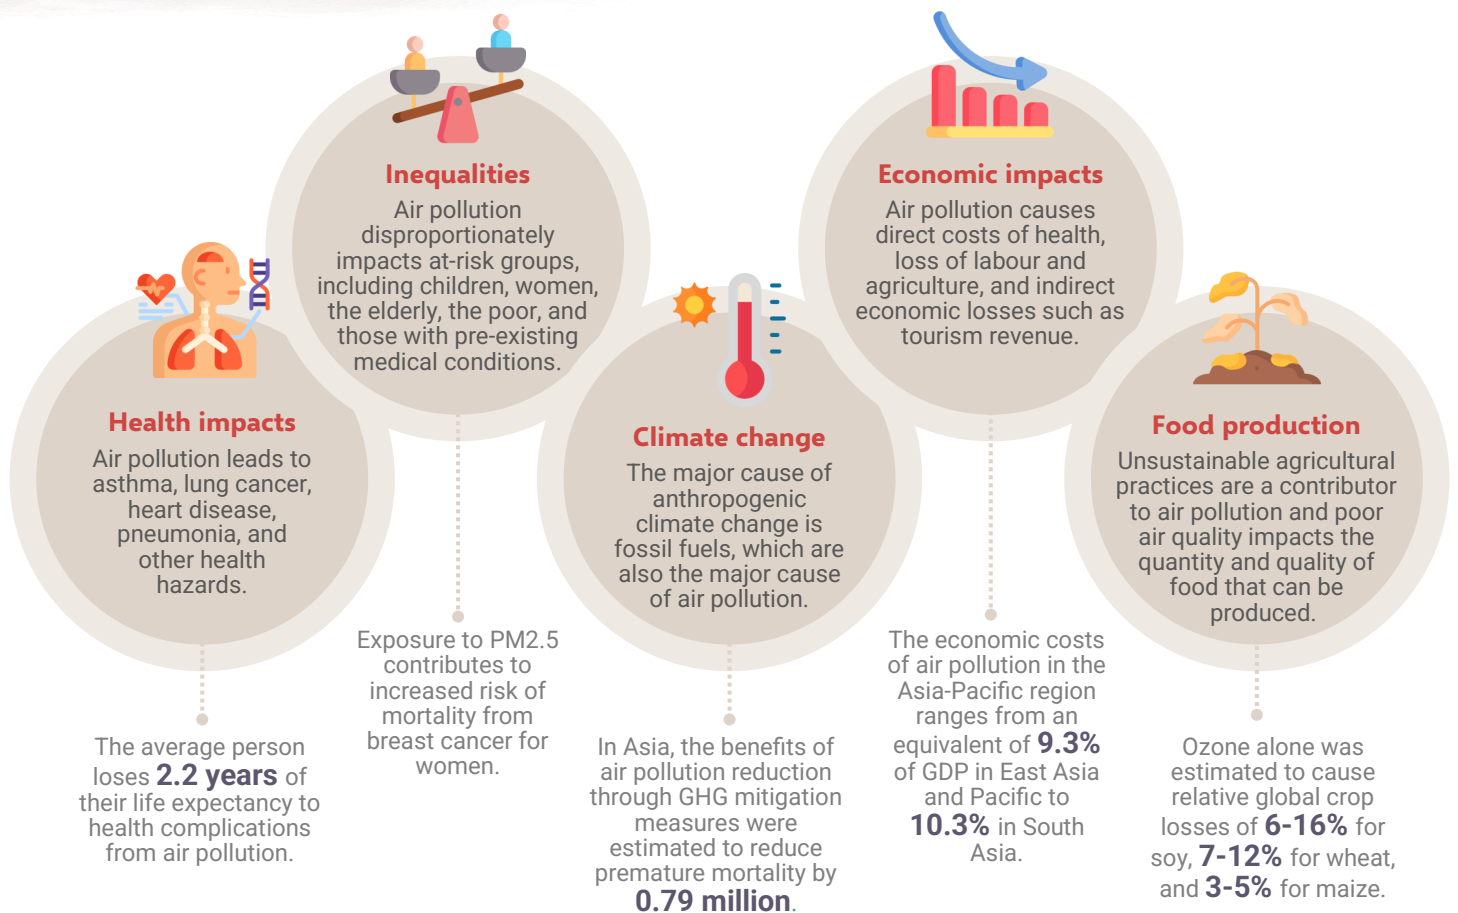 Inequalities
Air pollution
disproportionately
impacts at-risk groups,
including children, women,
the elderly, the poor, and
those with pre-existing
medical conditions.
Exposure to PM2.5
contributes to
increased risk of
mortality from
breast cancer for
women.
Economic impacts
Air pollution causes
direct costs of health,
loss of labour and
agriculture, and indirect
economic losses such as
tourism revenue.
The economic costs
of air pollution in the
Asia-Pacific region
ranges from an
equivalent of 9.3%
of GDP in East Asia
and Pacific to
10.3% in South
Asia.
Health impacts
Air pollution leads to
asthma, lung cancer,
heart disease,
pneumonia, and
other health
hazards.
The average person
loses 2.2 years of
their life expectancy to
health complications
from air pollution.
Climate change
The major cause of
anthropogenic
climate change is
fossil fuels, which are
also the major cause
of air pollution.
In Asia, the benefits of
air pollution reduction
through GHG mitigation
measures were
estimated to reduce
premature mortality by
0.79 million.
Food production
Unsustainable agricultural
practices are a contributor
to air pollution and poor
air quality impacts the
quantity and quality of
food that can be
produced.
Ozone alone was
estimated to cause
relative global crop
losses of 6-16% for
soy, 7-12% for wheat,
and 3-5% for maize.